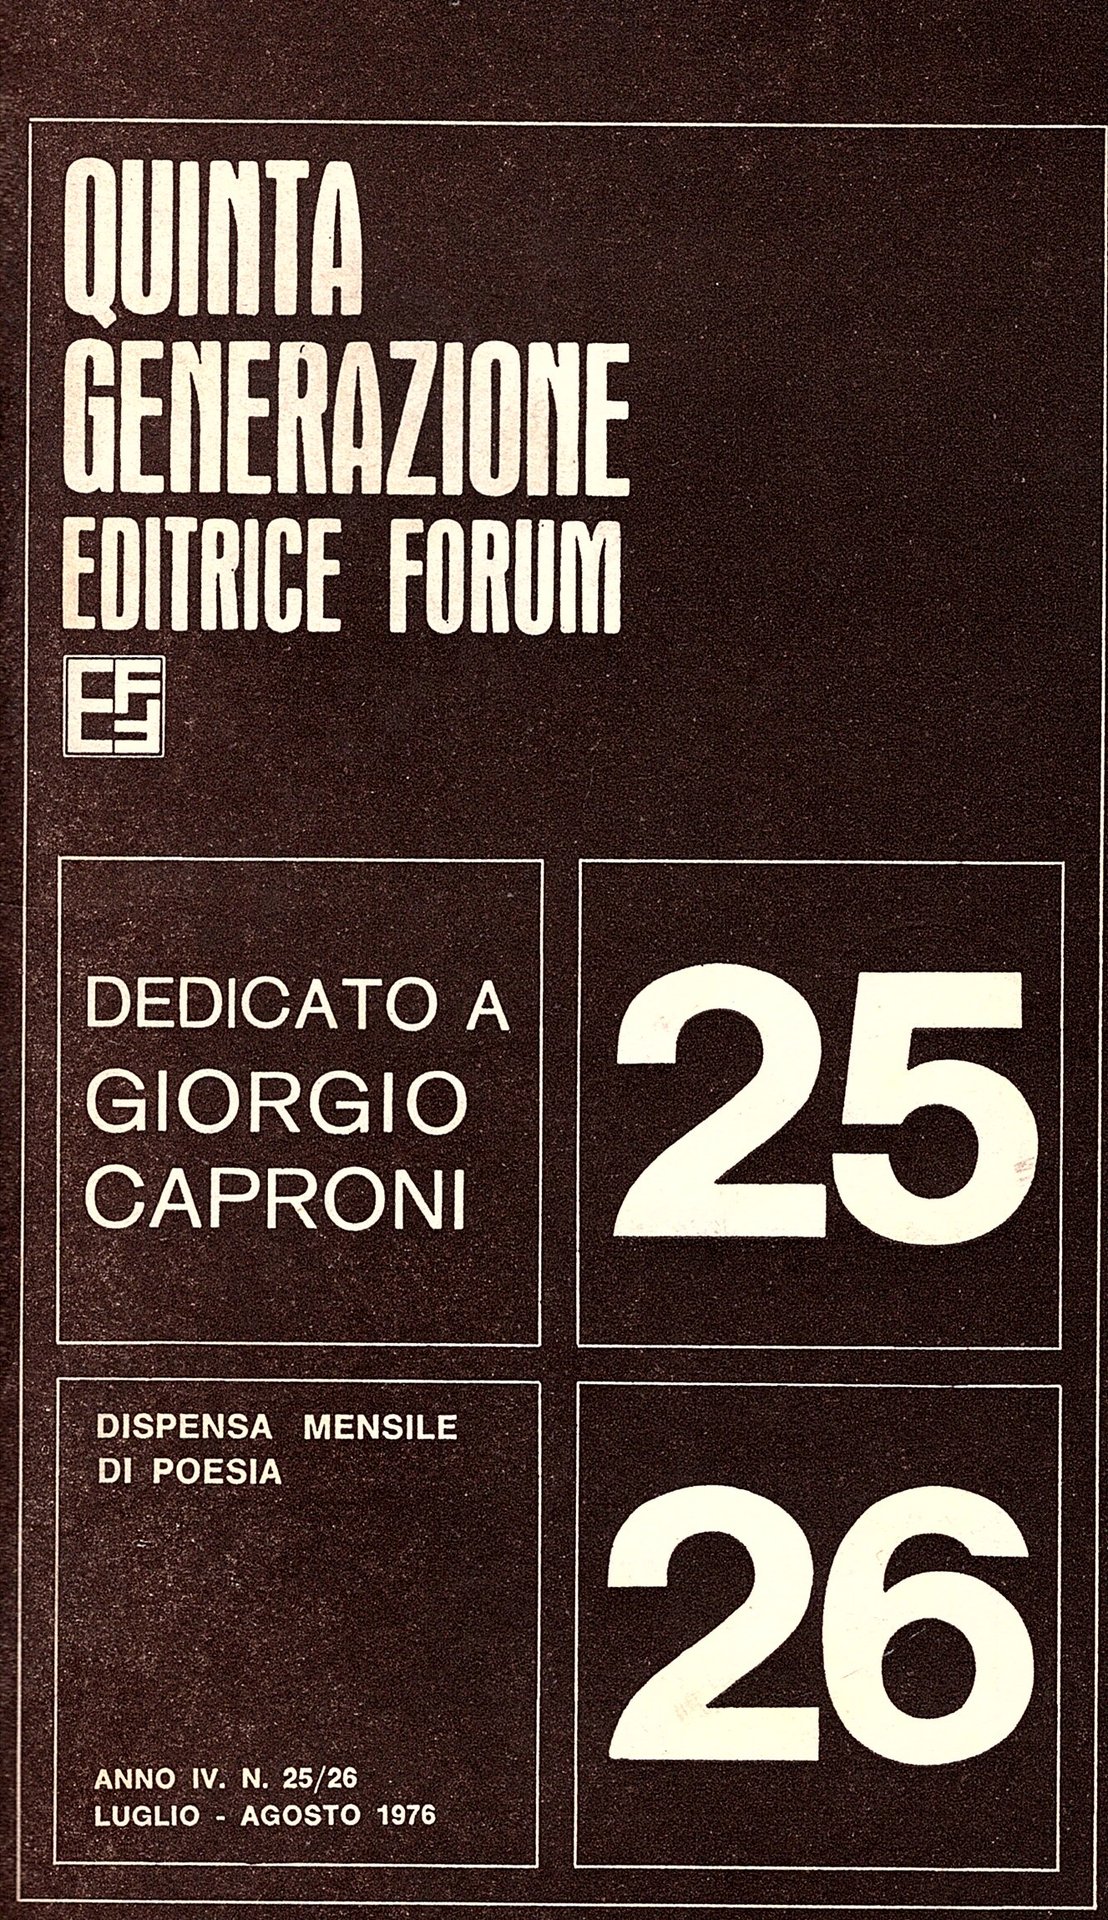 QUINTA
GENERAZIONE
EDITRICE FORUM
EF
DEDICATO A
GIORGIO
CAPRONI
25
DISPENSA MENSILE
DI POESIA
26
ANNO IV. N. 25/26
LUGLIO - AGOSTO 1976